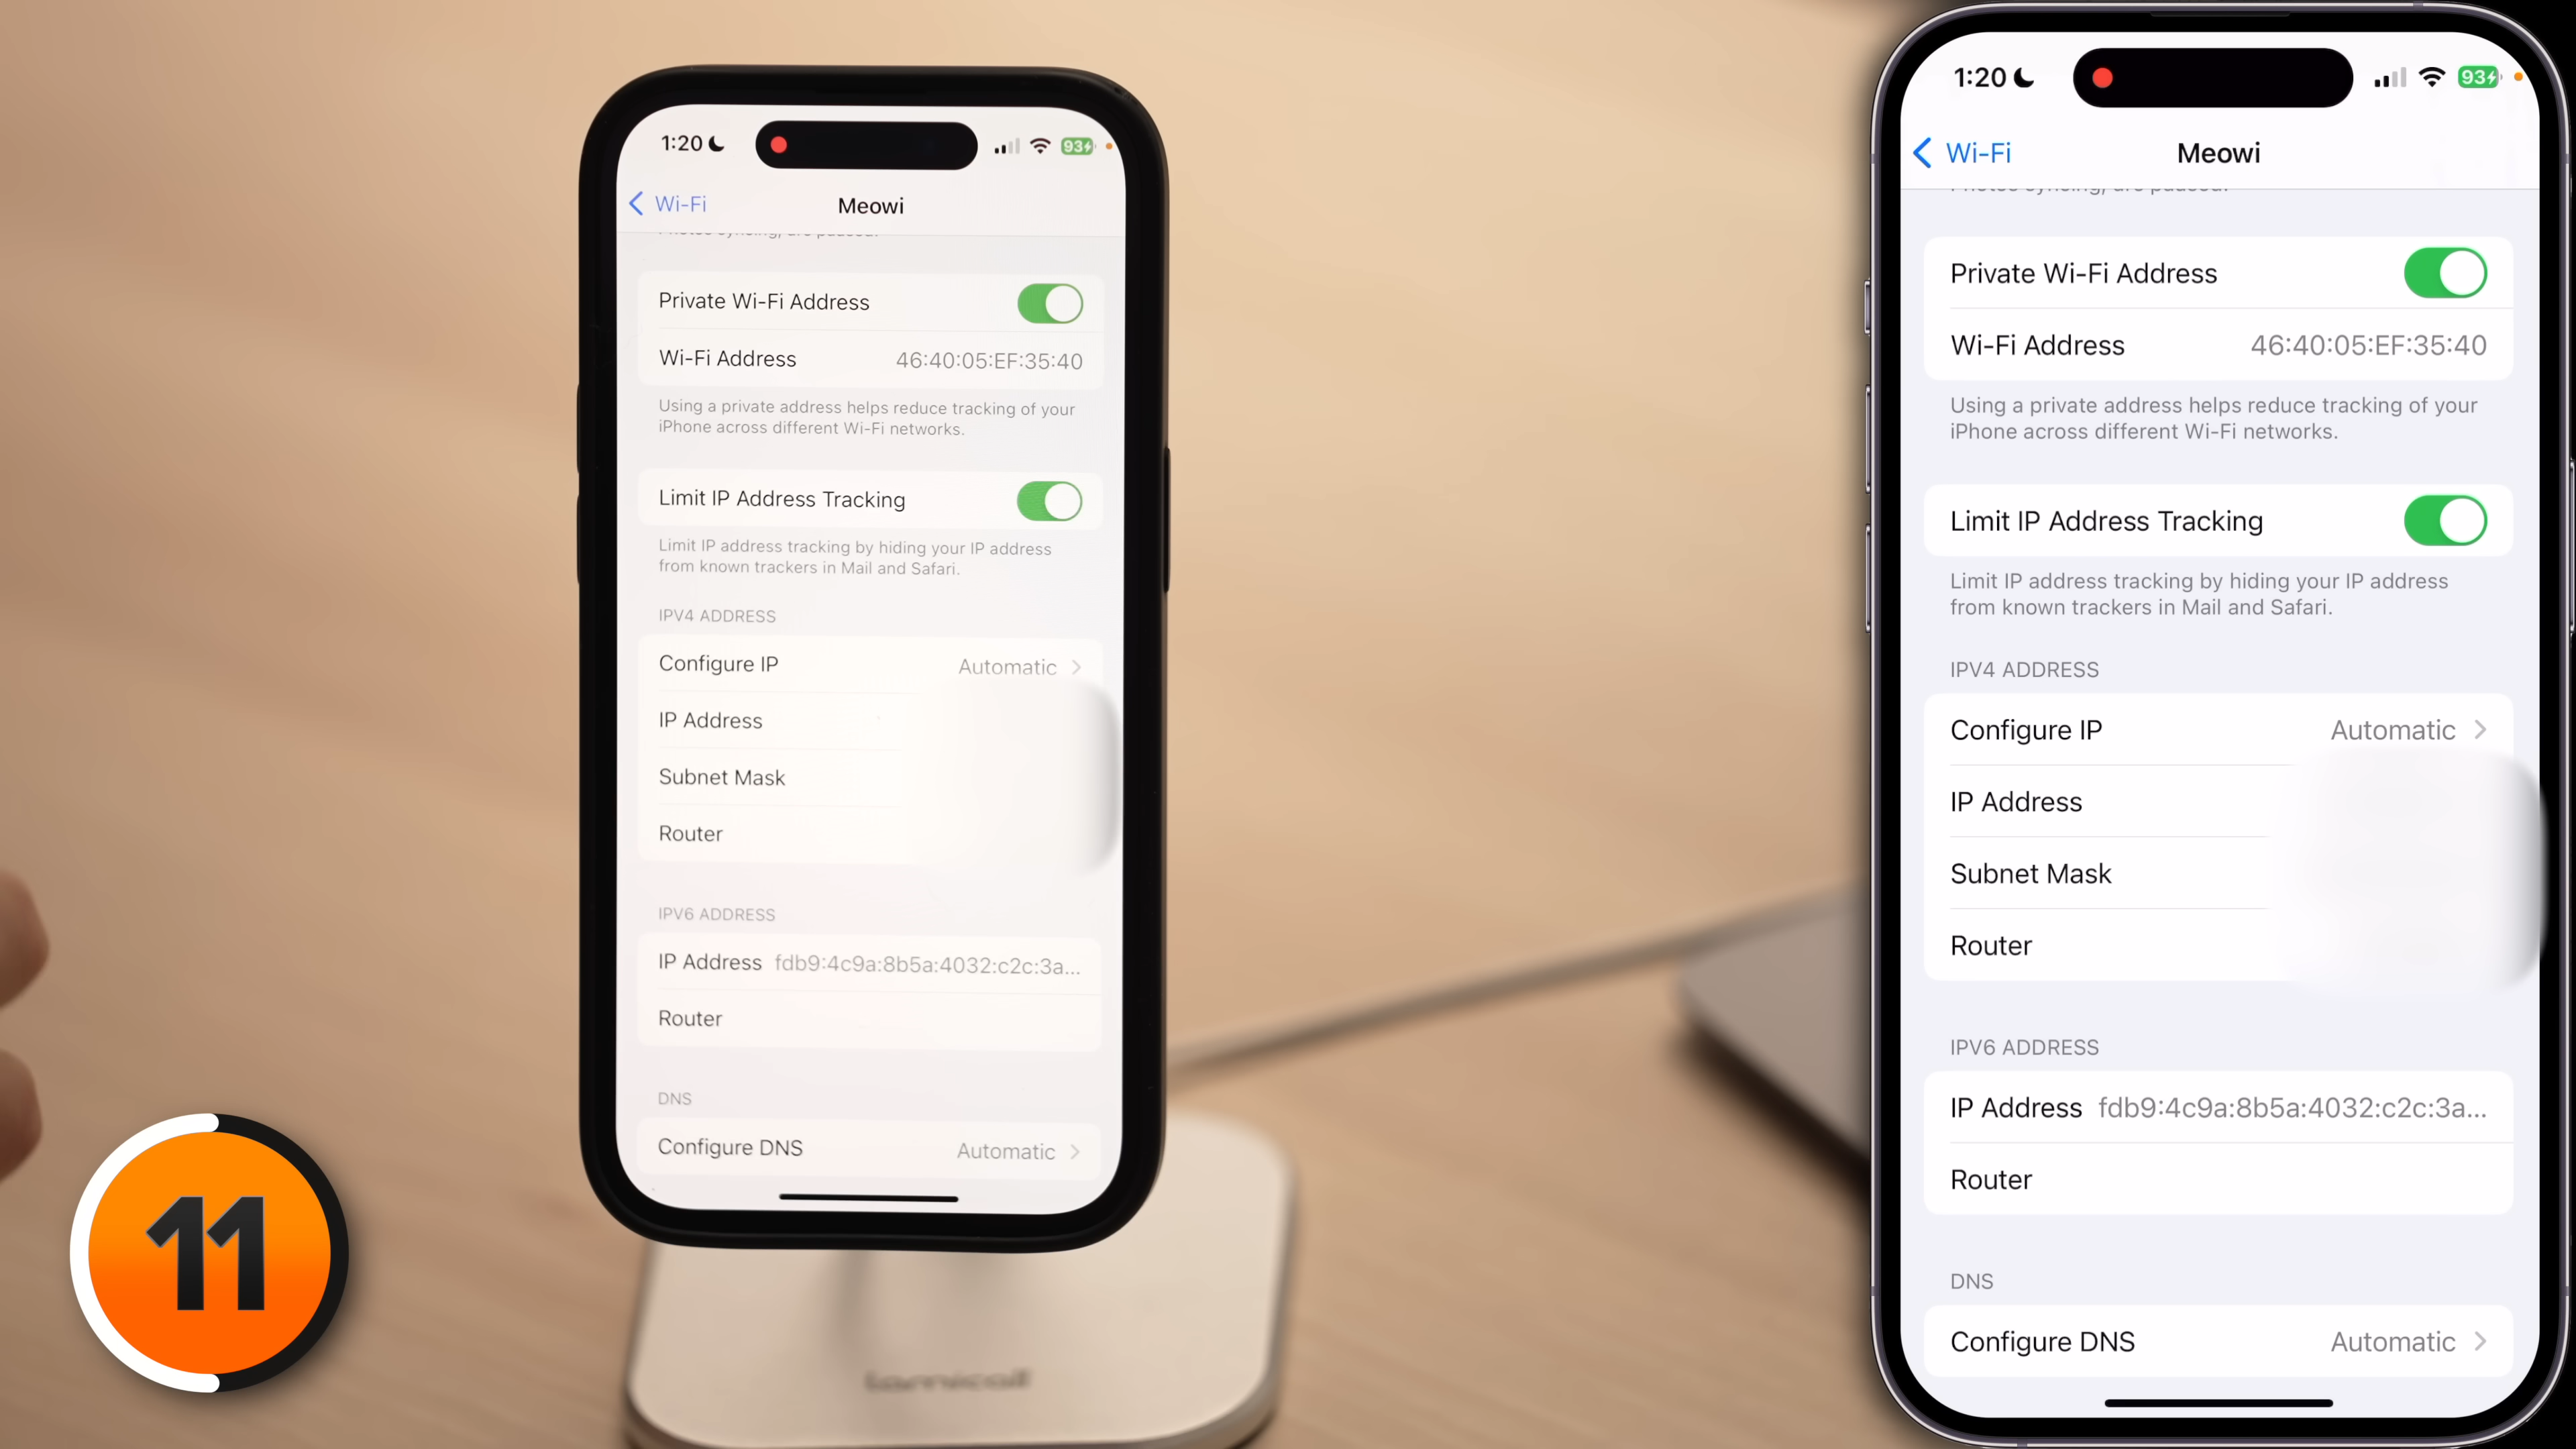 1:20
93
Wi-Fi
Meowi
Private Wi-Fi Address
Wi-Fi Address 46:40:05:EF:35:40
Using a private address helps reduce tracking of your
iPhone across different Wi-Fi networks.
Limit IP Address Tracking
Limit IP address tracking by hiding your IP address
from known trackers in Mail and Safari.
IPV4 ADDRESS
Configure IP Automatic
IP Address
Subnet Mask
Router
IPV6 ADDRESS
IP Address fdb9:4c9a:8b5a:4032:c2c:3a...
Router
DNS
Configure DNS Automatic
11
1:20
93
Wi-Fi
Meowi
Private Wi-Fi Address
Wi-Fi Address 46:40:05:EF:35:40
Using a private address helps reduce tracking of your
iPhone across different Wi-Fi networks.
Limit IP Address Tracking
Limit IP address tracking by hiding your IP address
from known trackers in Mail and Safari.
IPV4 ADDRESS
Configure IP Automatic
IP Address
Subnet Mask
Router
IPV6 ADDRESS
IP Address fdb9:4c9a:8b5a:4032:c2c:3a...
Router
DNS
Configure DNS Automatic